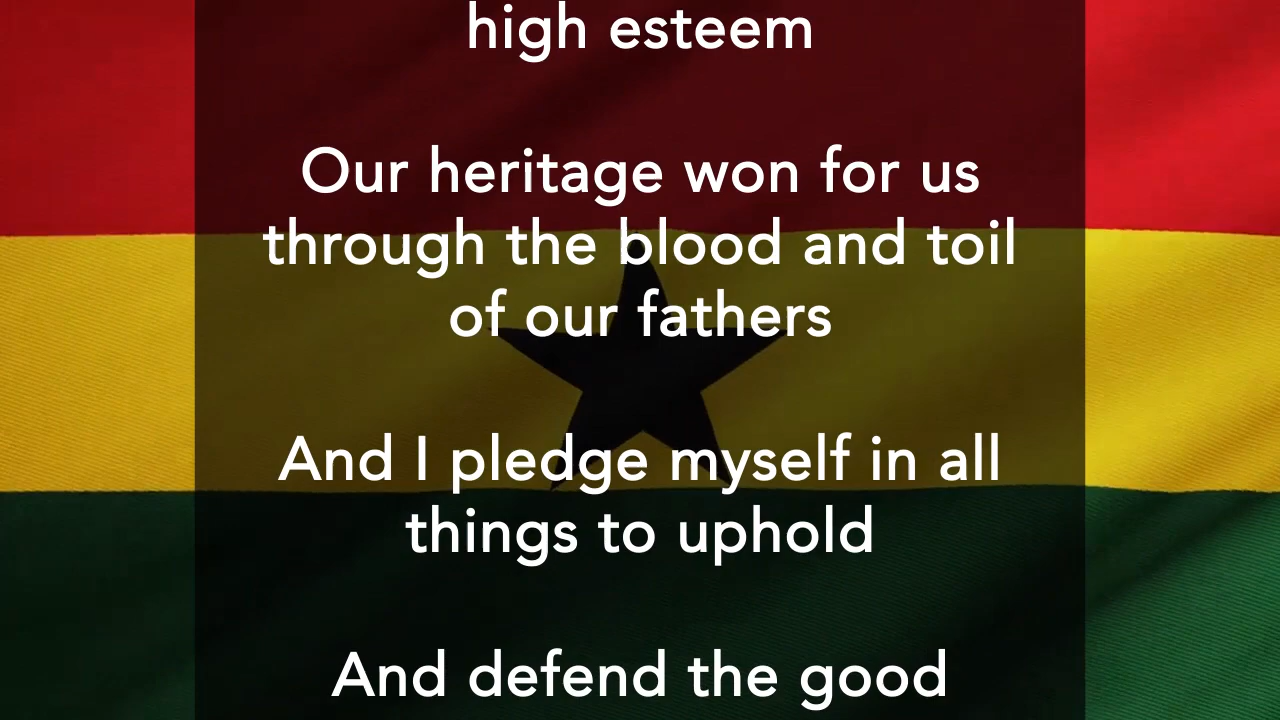 high esteem
Our heritage won for us
through the blood and toil
of our fathers
And I pledge myself in all
things to uphold
And defend the good